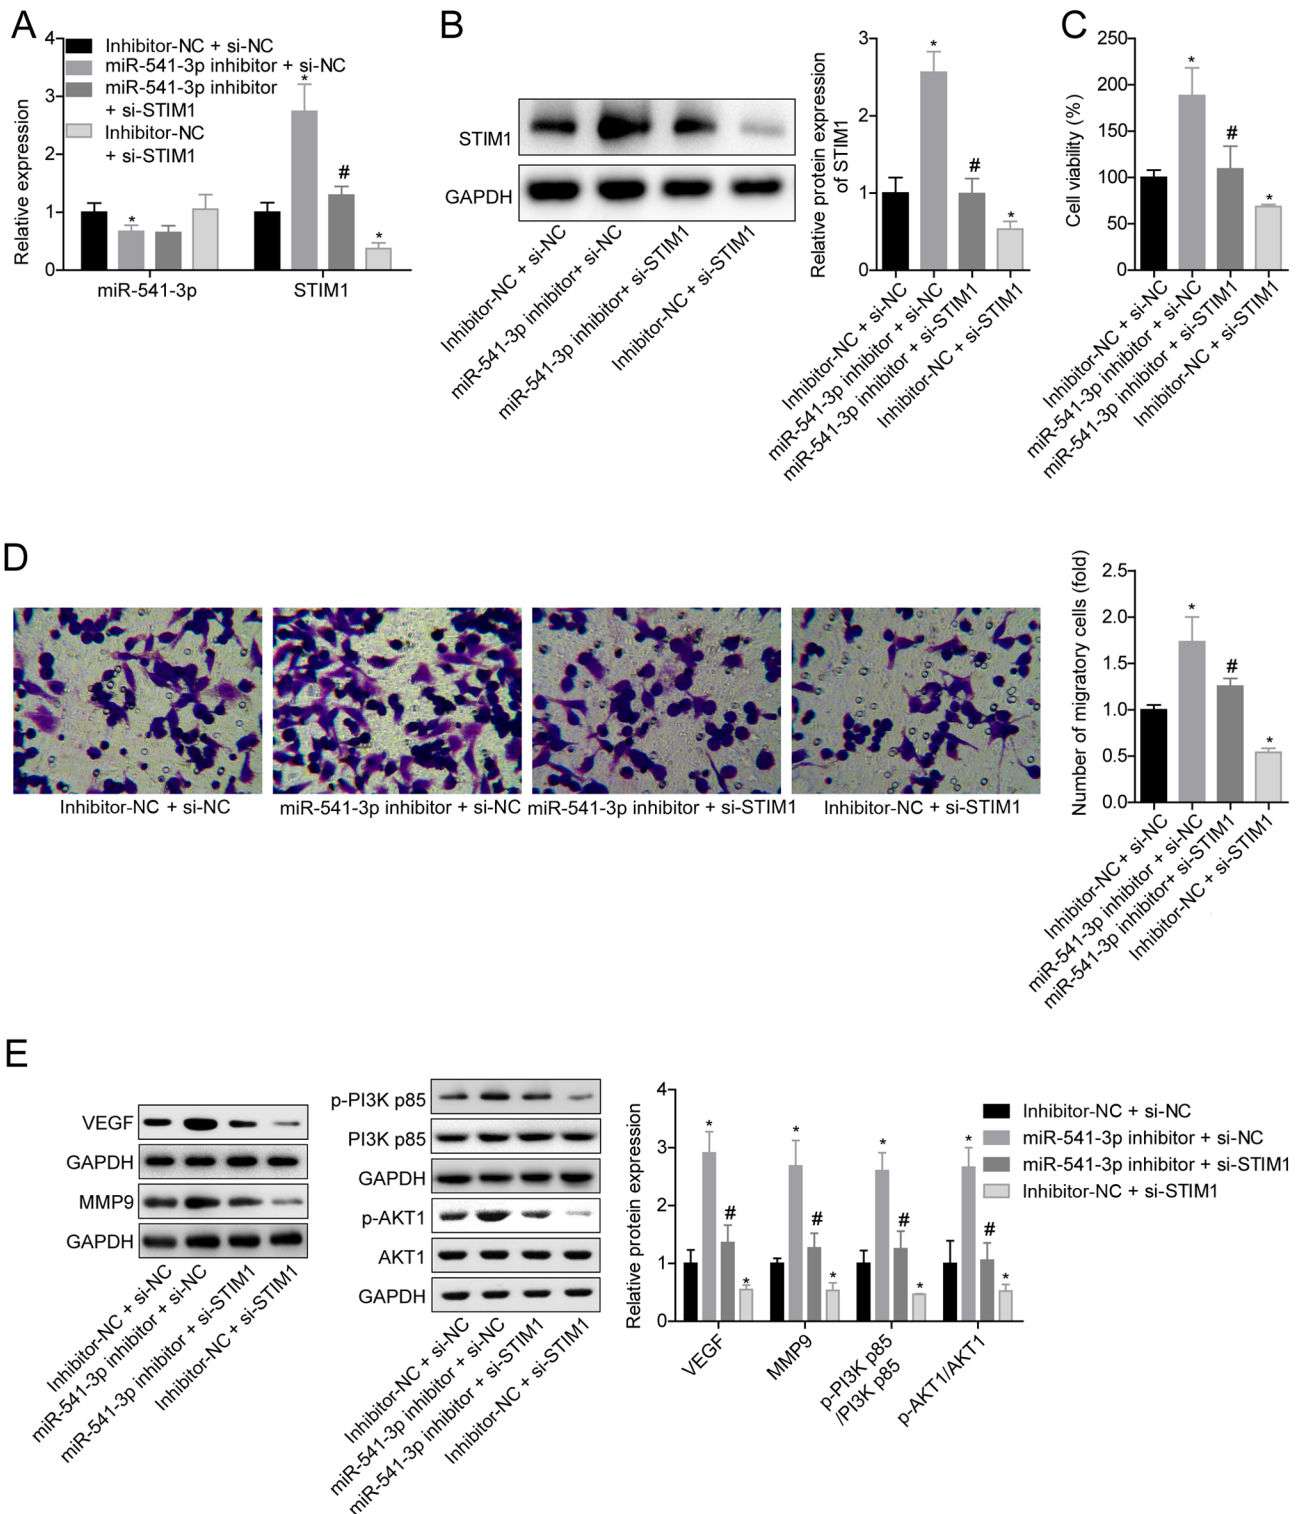 A
4
3
2
1
0
Relative expression
Inhibitor-NC + si-NC
miR-541-3p inhibitor + si-NC
miR-541-3p inhibitor
+ si-STIM1
Inhibitor-NC
+ si-STIM1
*
*
#
*
miR-541-3p
STIM1
B
STIM1
GAPDH
Inhibitor-NC + si-NC
miR-541-3p inhibitor+ si-NC
miR-541-3p inhibitor+ si-STIM1
Inhibitor-NC + si-STIM1
Relative protein expression
of STIM1
3
2
1
0
*
#
*
Inhibitor-NC + si-NC
miR-541-3p inhibitor + si-NC
miR-541-3p inhibitor + si-STIM1
Inhibitor-NC + si-STIM1
C
Cell viability (%)
250
200
150
100
50
0
*
#
*
Inhibitor-NC + si-NC
miR-541-3p inhibitor + si-NC
miR-541-3p inhibitor + si-STIM1
Inhibitor-NC + si-STIM1
D
Inhibitor-NC + si-NC
miR-541-3p inhibitor + si-NC
miR-541-3p inhibitor + si-STIM1
Inhibitor-NC + si-STIM1
Number of migratory cells (fold)
2.5
2.0
1.5
1.0
0.5
0.0
*
#
*
Inhibitor-NC + si-NC
miR-541-3p inhibitor + si-NC
miR-541-3p inhibitor+ si-STIM1
Inhibitor-NC + si-STIM1
E
VEGF
GAPDH
MMP9
GAPDH
Inhibitor-NC + si-NC
miR-541-3p inhibitor + si-NC
miR-541-3p inhibitor + si-STIM1
Inhibitor-NC + si-STIM1
p-PI3K p85
PI3K p85
GAPDH
p-AKT1
AKT1
GAPDH
Inhibitor-NC + si-NC
miR-541-3p inhibitor + si-NC
miR-541-3p inhibitor + si-STIM1
Inhibitor-NC + si-STIM1
Relative protein expression
4
3
2
1
0
*
#
*
*
#
*
*
#
*
*
#
*
VEGF
MMP9
p-PI3K p85
/PI3K p85
p-AKT1/AKT1
Inhibitor-NC + si-NC
miR-541-3p inhibitor + si-NC
miR-541-3p inhibitor + si-STIM1
Inhibitor-NC + si-STIM1